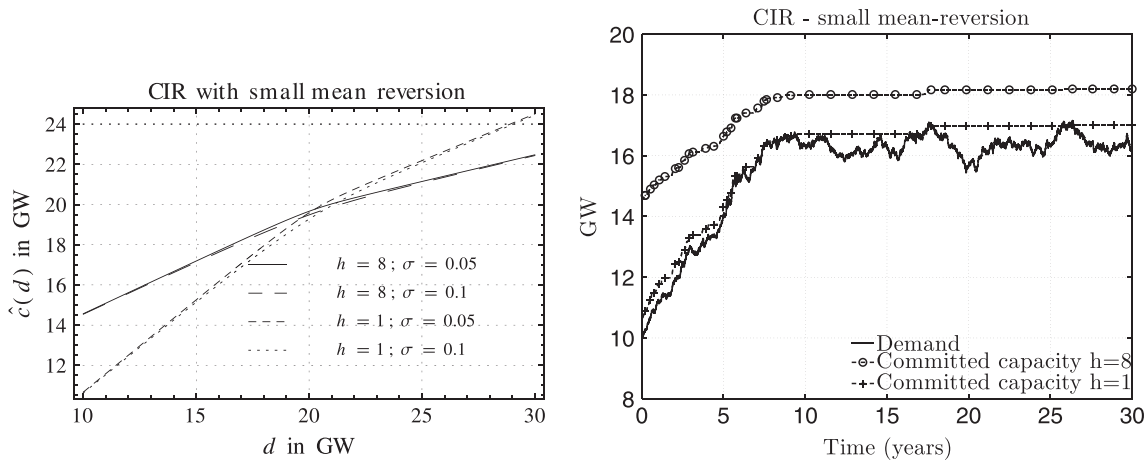 CIR with small mean reversion
24
22
20
18
16
14
12
10
15
20
25
30
ĉ(d) in GW
d in GW
h = 8; σ = 0.05
h = 8; σ = 0.1
h = 1; σ = 0.05
h = 1; σ = 0.1
CIR - small mean-reversion
20
18
16
14
12
10
8
0
5
10
15
20
25
30
GW
Time (years)
Demand
Committed capacity h=8
Committed capacity h=1